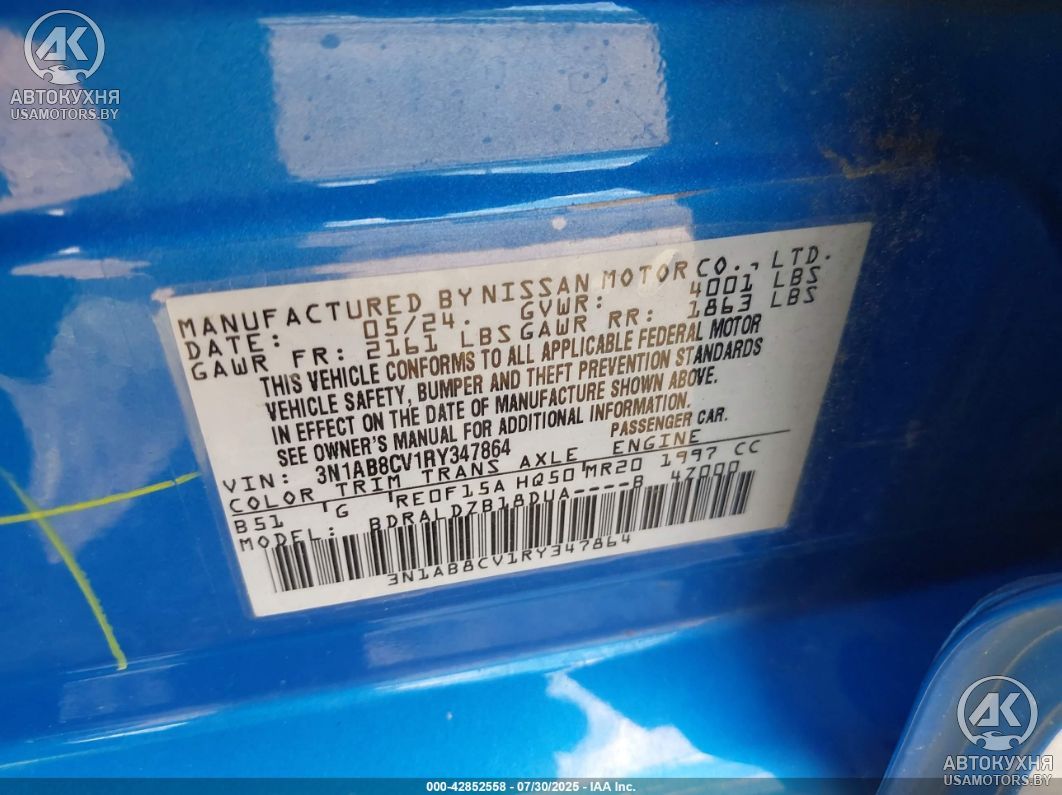 AK
АВТОКУХНЯ
USAMOTORS.BY
MANUFACTURED BY NISSAN MOTOR CO., LTD.
DATE: 05/24. GVWR: 4001 LBS
GAWR FR: 2161 LBS GAWR RR: 1863 LBS
THIS VEHICLE CONFORMS TO ALL APPLICABLE FEDERAL MOTOR
VEHICLE SAFETY, BUMPER AND THEFT PREVENTION STANDARDS
IN EFFECT ON THE DATE OF MANUFACTURE SHOWN ABOVE.
SEE OWNER'S MANUAL FOR ADDITIONAL INFORMATION.
VIN: 3N1AB8CV1RY347864 PASSENGER CAR.
COLOR TRIM TRANS AXLE ENGINE
B51 G RE0F15A HQ50 MR20 1997 CC
MODEL: BDRALDZB18DUA----B 47000
3N1AB8CV1RY347864
AK
АВТОКУХНЯ
USAMOTORS.BY
000-42852558 - 07/30/2025 - IAA Inc.